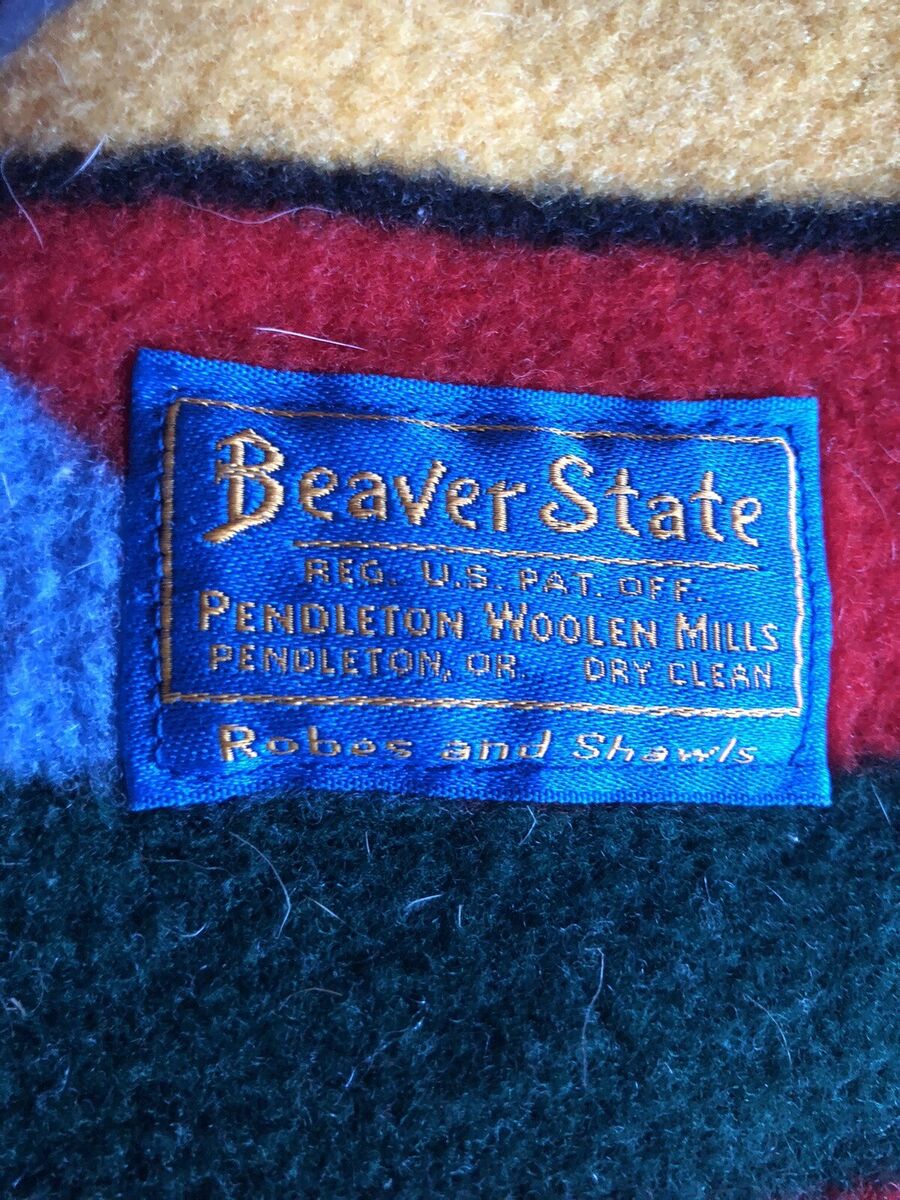 Beaver State
REG. U.S. PAT. OFF.
PENDLETON WOOLEN MILLS
PENDLETON, OR. DRY CLEAN
Robes and Shawls